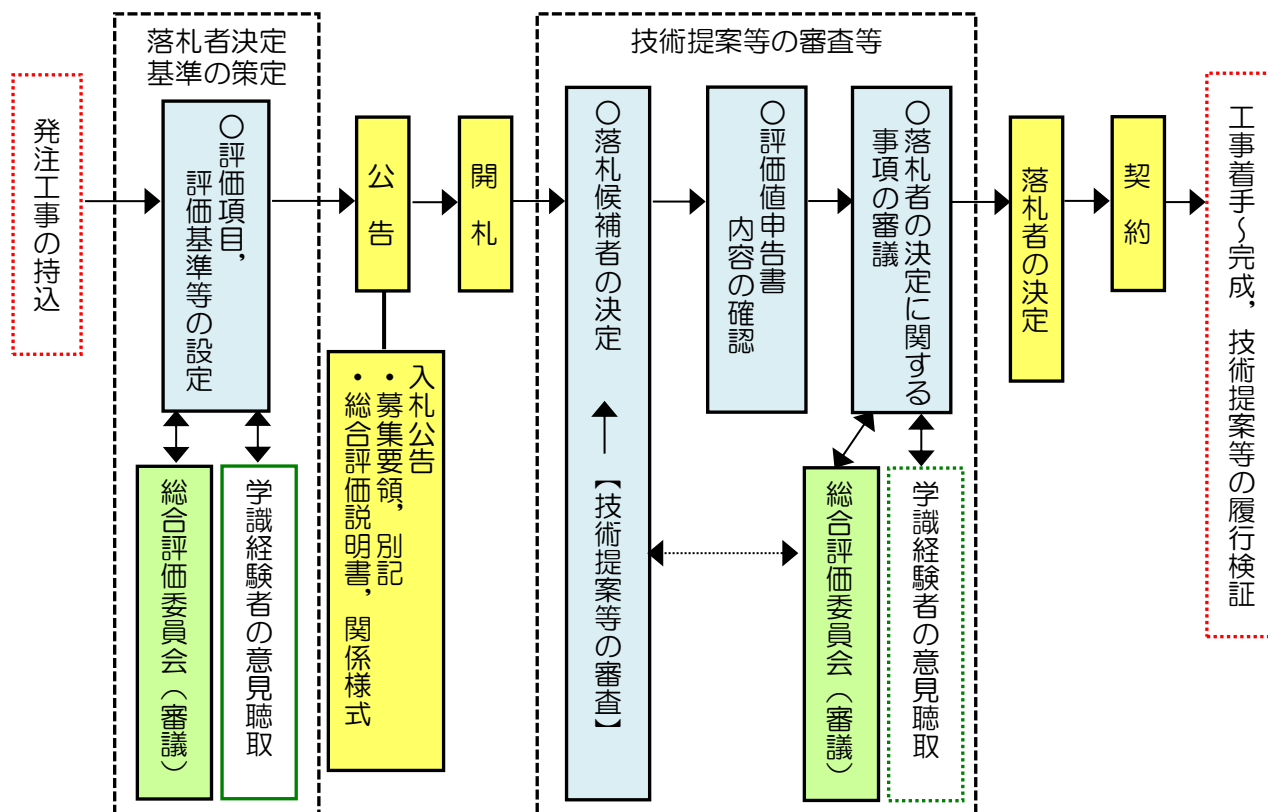 発注工事の持込
落札者決定
基準の策定
○評価項目，
評価基準等の設定
総合評価委員会（審議）
学識経験者の意見聴取
公告
入札公告
・募集要領，別記
・総合評価説明書，関係様式
開札
技術提案等の審査等
○落札候補者の決定
【技術提案等の審査】
○評価値申告書
内容の確認
○落札者の決定に関する
事項の審議
総合評価委員会（審議）
学識経験者の意見聴取
落札者の決定
契約
工事着手～完成，技術提案等の履行検証